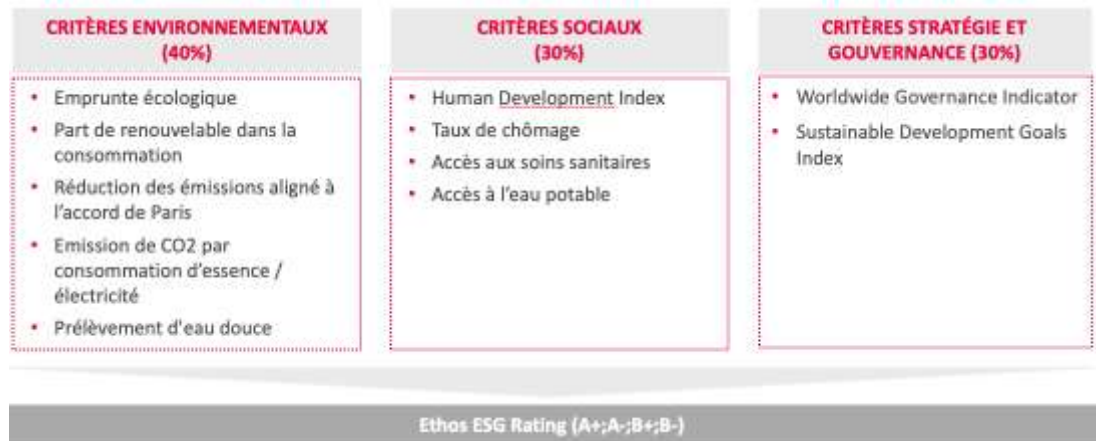 CRITÈRES ENVIRONNEMENTAUX
(40%)
• Emprunte écologique
• Part de renouvelable dans la
consommation
• Réduction des émissions aligné à
l'accord de Paris
• Emission de CO2 par
consommation d'essence /
électricité
• Prélèvement d'eau douce
CRITÈRES SOCIAUX
(30%)
• Human Development Index
• Taux de chômage
• Accès aux soins sanitaires
• Accès à l'eau potable
CRITÈRES STRATÉGIE ET
GOUVERNANCE (30%)
• Worldwide Governance Indicator
• Sustainable Development Goals
Index
Ethos ESG Rating (A+;A-;B+;B-)